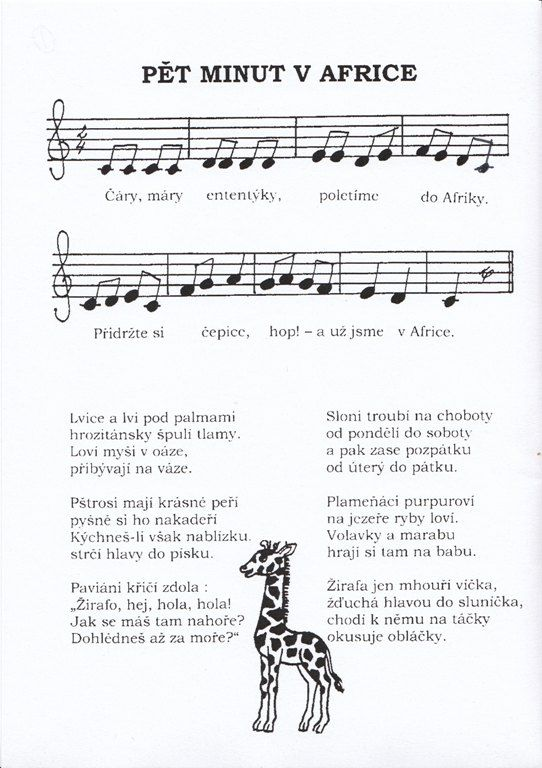 PĚT MINUT V AFRICE
2
4
Čáry, máry ententýky, poletíme do Afriky.
Přidržte si čepice, hop! – a už jsme v Africe.
Lvice a lvi pod palmami
hrozitánsky špulí tlamy.
Loví myši v oáze,
přibývají na váze.
Pštrosi mají krásné peří
pyšně si ho nakadeří
Kýchneš-li však nablízku.
strčí hlavy do písku.
Paviáni křičí zdola :
„Žirafo, hej, hola, hola!
Jak se máš tam nahoře?
Dohlédneš až za moře?“
Sloni troubí na choboty
od pondělí do soboty
a pak zase pozpátku
od úterý do pátku.
Plameňáci purpuroví
na jezeře ryby loví.
Volavky a marabu
hrají si tam na babu.
Žirafa jen mhouří víčka,
žďuchá hlavou do sluníčka,
chodí k němu na táčky
okusuje obláčky.